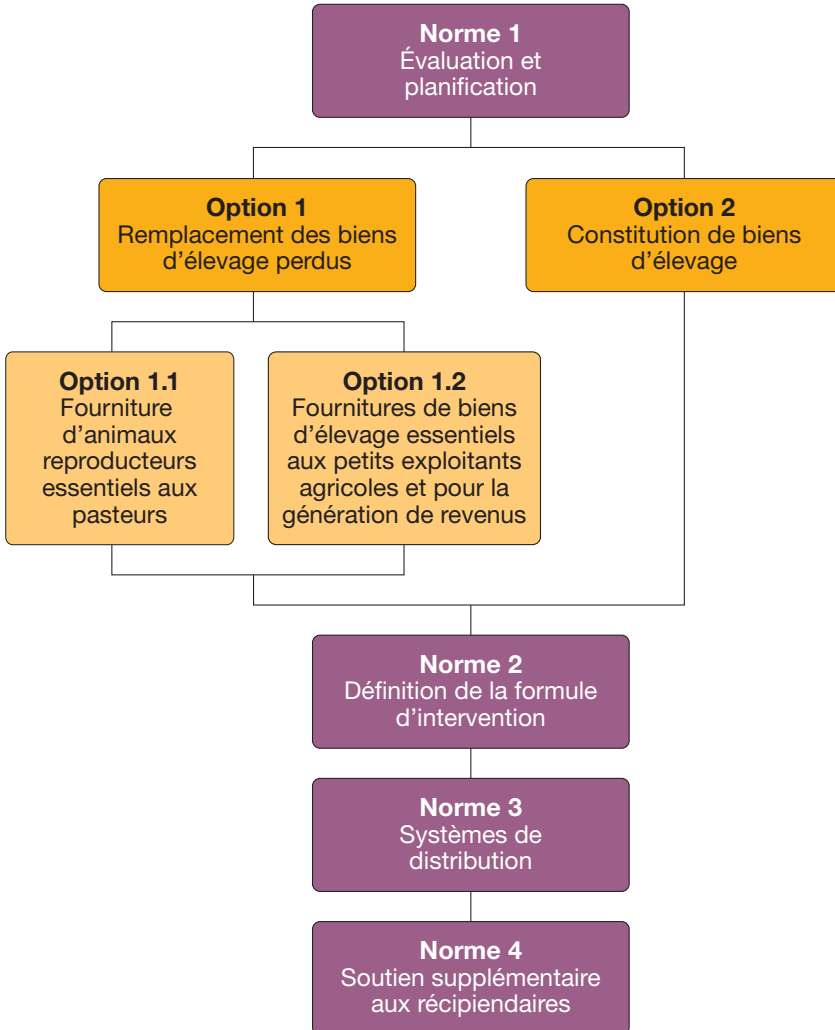 Norme 1
Évaluation et
planification
Option 1
Remplacement des biens
d’élevage perdus
Option 2
Constitution de biens
d’élevage
Option 1.1
Fourniture
d’animaux
reproducteurs
essentiels aux
pasteurs
Option 1.2
Fournitures de biens
d’élevage essentiels
aux petits exploitants
agricoles et pour la
génération de revenus
Norme 2
Définition de la formule
d’intervention
Norme 3
Systèmes de
distribution
Norme 4
Soutien supplémentaire
aux récipiendaires